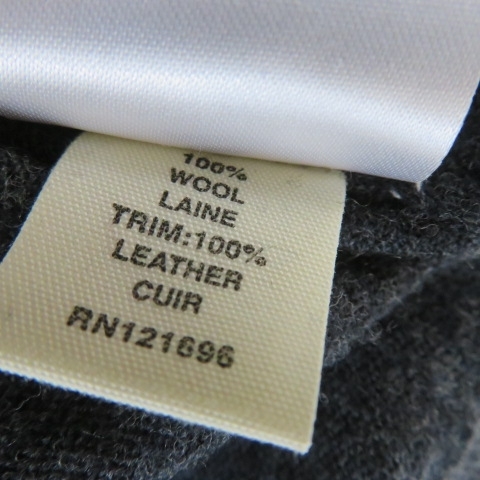 100%
WOOL
LAINE
TRIM:100%
LEATHER
CUIR
RN121696